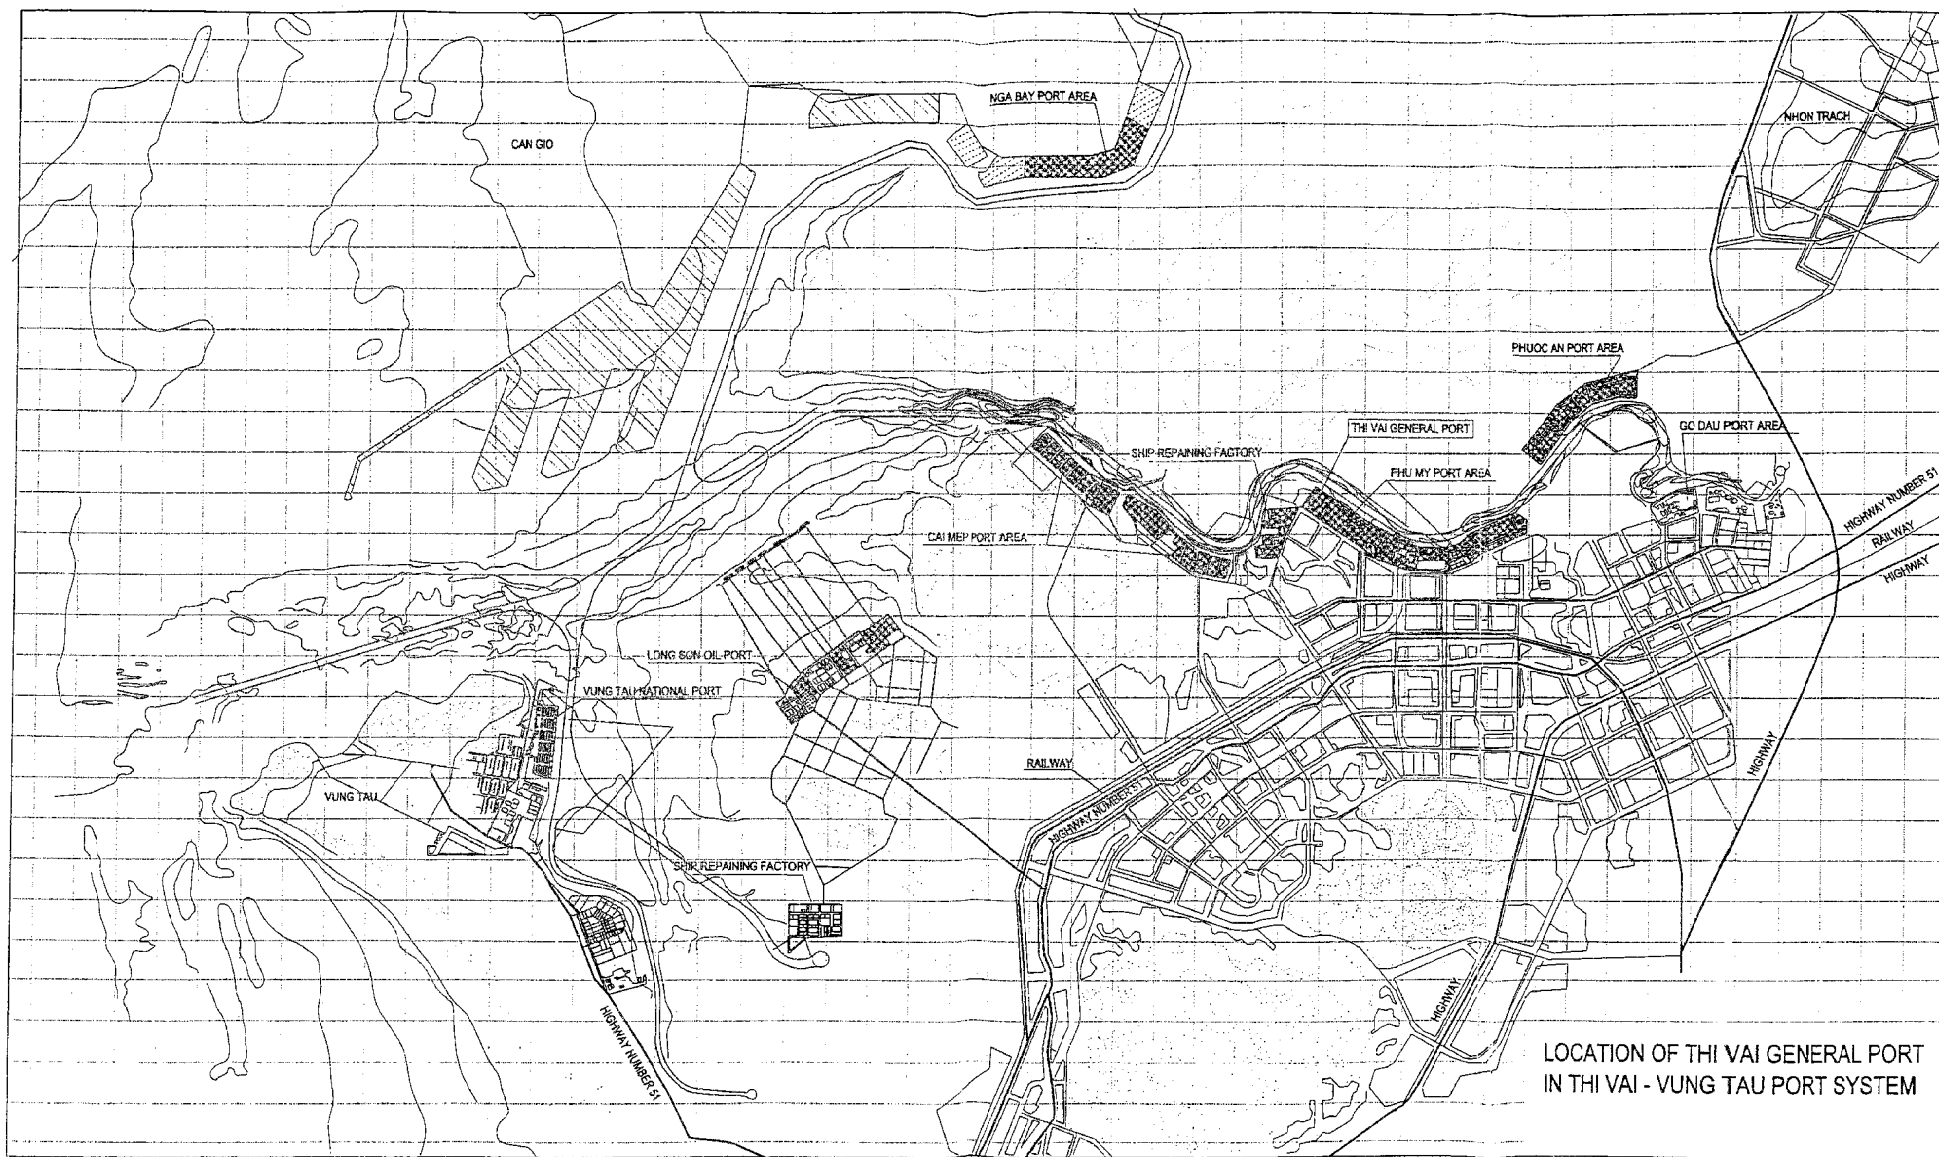 NGA BAY PORT AREA
NHON TRACH
CAN GIO
PHUOC AN PORT AREA
THI VAI GENERAL PORT
GO DAU PORT AREA
SHIP REPAINING FACTORY
PHU MY PORT AREA
HIGHWAY NUMBER 51
CAI MEP PORT AREA
RAILWAY
HIGHWAY
LONG SON OIL PORT
VUNG TAU NATIONAL PORT
RAILWAY
HIGHWAY
VUNG TAU
HIGHWAY NUMBER 51
SHIP REPAINING FACTORY
HIGHWAY
HIGHWAY NUMBER 51
LOCATION OF THI VAI GENERAL PORT
IN THI VAI - VUNG TAU PORT SYSTEM